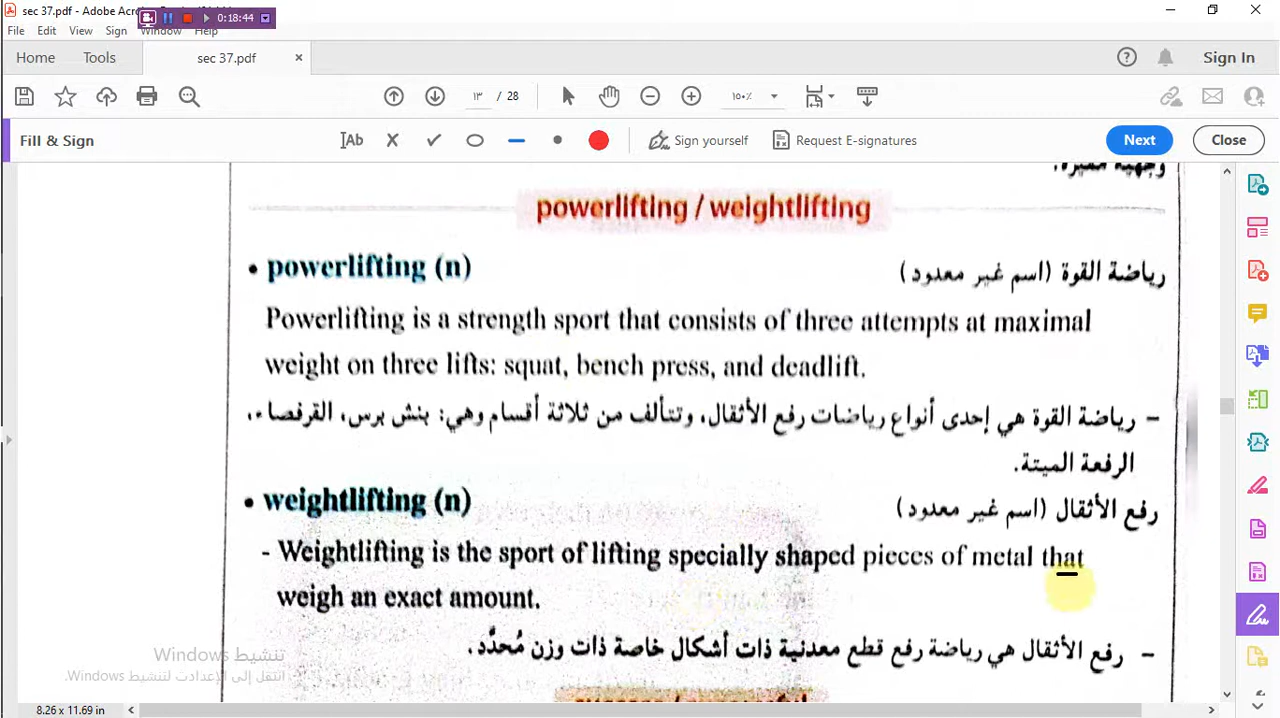 sec 37.pdf - Adobe Acro
0:18:44
File Edit View Sign Window Help
Home Tools sec 37.pdf × Sign In
١٣ / 28 ١٥٠٪
Fill & Sign Ab Sign yourself Request E-signatures Next Close
وجهية مميزة.
powerlifting / weightlifting
• powerlifting (n) رياضة القوة (اسم غير معدود)
Powerlifting is a strength sport that consists of three attempts at maximal
weight on three lifts: squat, bench press, and deadlift.
– رياضة القوة هي إحدى أنواع رياضات رفع الأثقال، وتتألف من ثلاثة أقسام وهي: بنش برس، القرفصاء،
الرفعة الميتة.
• weightlifting (n) رفع الأثقال (اسم غير معدود)
- Weightlifting is the sport of lifting specially shaped pieces of metal that
weigh an exact amount.
– رفع الأثقال هي رياضة رفع قطع معدنية ذات أشكال خاصة ذات وزن مُحدَّد.
تنشيط Windows
انتقل إلى الإعدادات لتنشيط Windows.
8.26 x 11.69 in